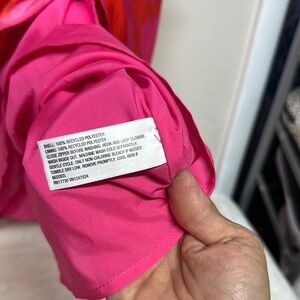 SHELL: 100% RECYCLED POLYESTER
LINING: 100% RECYCLED POLYESTER
CLOSE ZIPPER BEFORE WASHING, HOOK AND LOOP CLOSURE.
WASH INSIDE OUT. MACHINE WASH COLD SEPARATELY.
GENTLE CYCLE. ONLY NON-CHLORINE BLEACH IF NEEDED
TUMBLE DRY LOW. REMOVE PROMPTLY. COOL IRON IF
NEEDED.